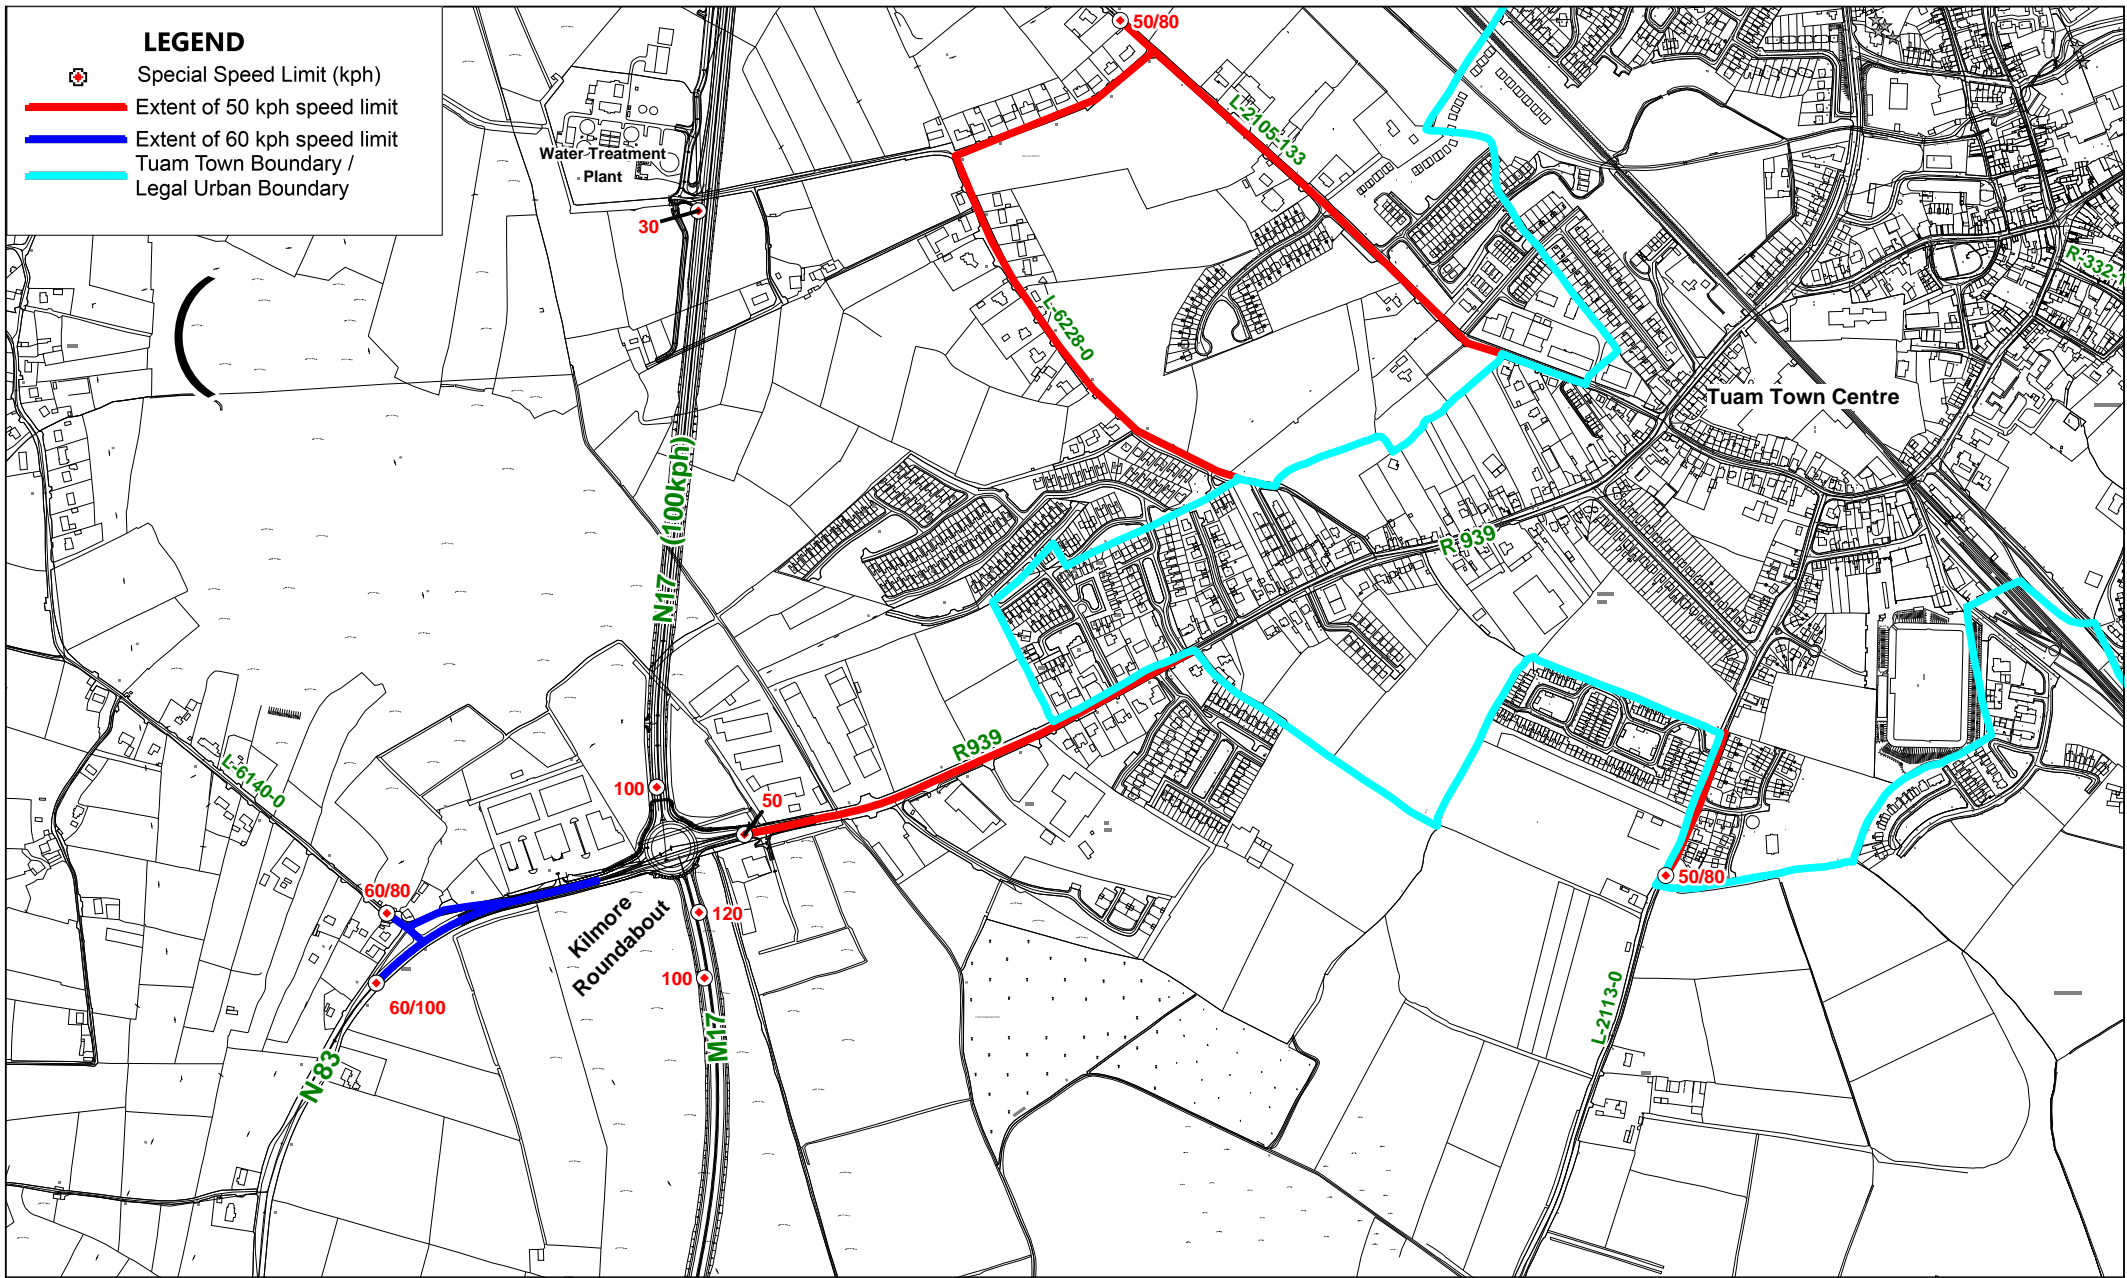 LEGEND
Special Speed Limit (kph)
Extent of 50 kph speed limit
Extent of 60 kph speed limit
Tuam Town Boundary /
Legal Urban Boundary
50/80
L-2105-133
Water Treatment
Plant
30
R-332-1
L-6228-0
Tuam Town Centre
N17 (100kph)
R 939
R939
L-6140-0
100
50
60/80
50/80
120
Kilmore
Roundabout
100
60/100
L-2113-0
M17
N 83